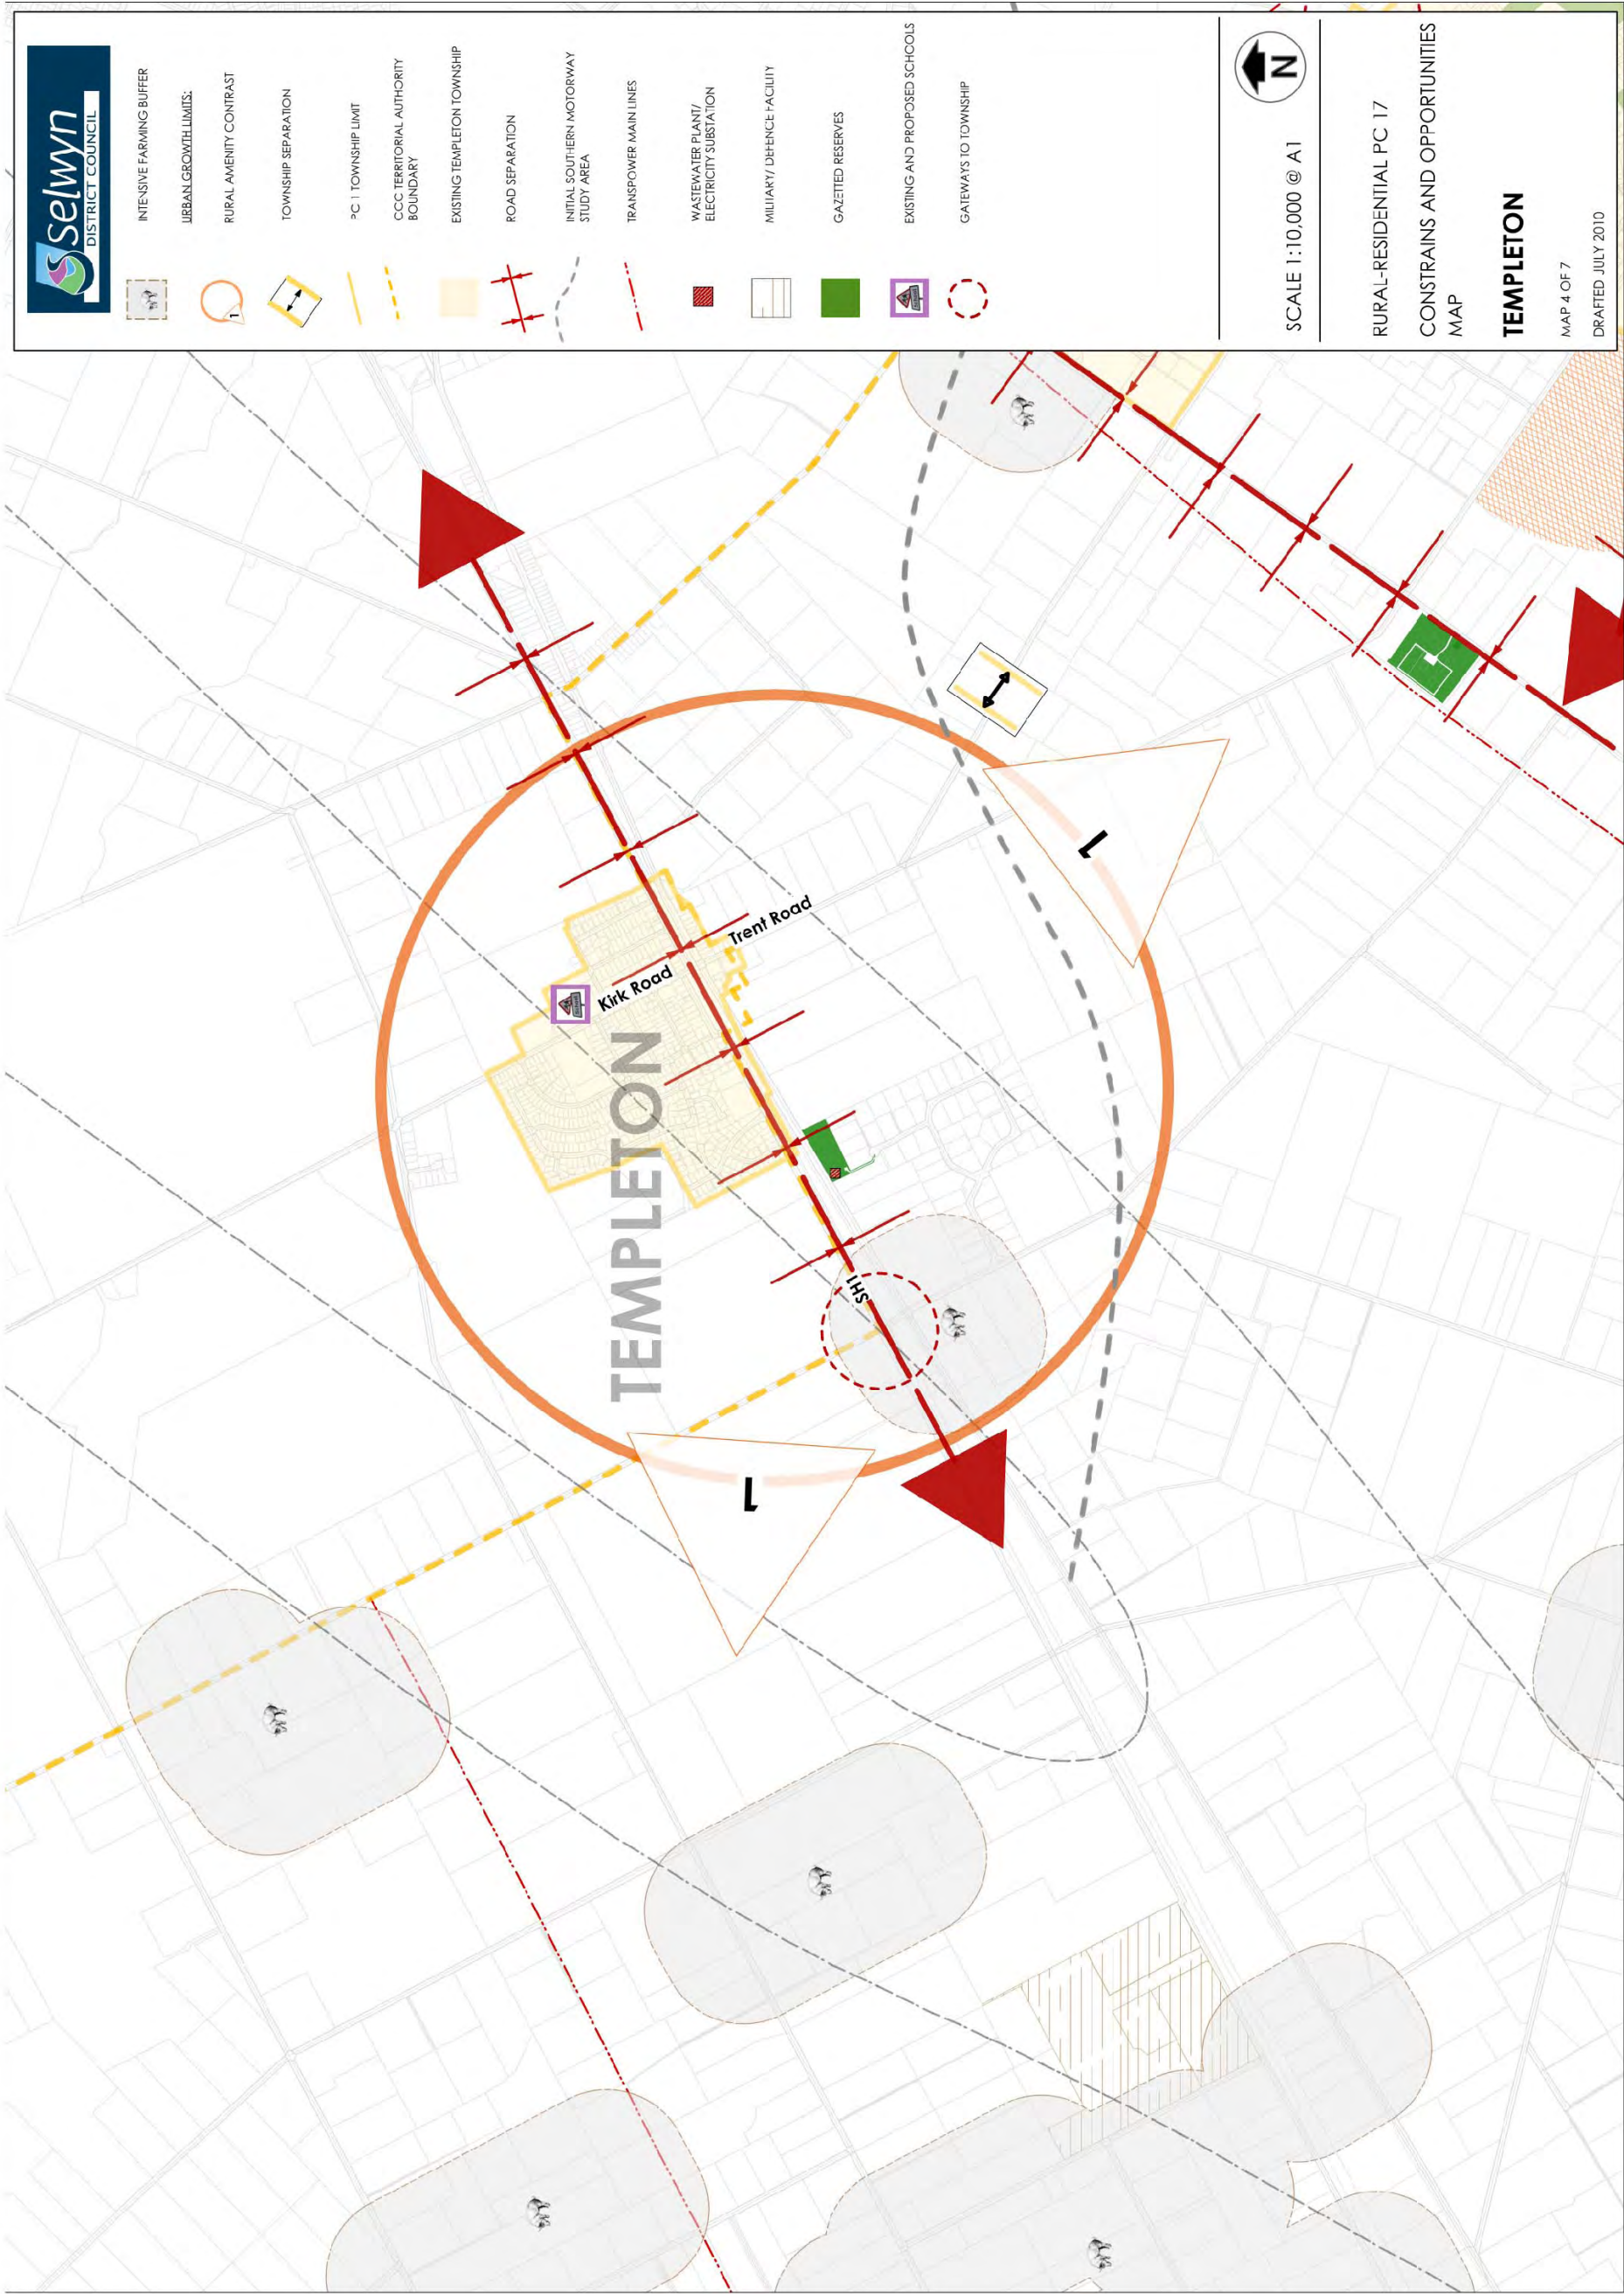 Selwyn
DISTRICT COUNCIL
INTENSIVE FARMING BUFFER
URBAN GROWTH LIMITS:
RURAL AMENITY CONTRAST
1
TOWNSHIP SEPARATION
PC 1 TOWNSHIP LIMIT
CCC TERRITORIAL AUTHORITY
BOUNDARY
EXISTING TEMPLETON TOWNSHIP
ROAD SEPARATION
INITIAL SOUTHERN MOTORWAY
STUDY AREA
TRANSPOWER MAIN LINES
WASTEWATER PLANT/
ELECTRICITY SUBSTATION
MILITARY/ DEFENCE FACILITY
GAZETTED RESERVES
EXISTING AND PROPOSED SCHOOLS
GATEWAYS TO TOWNSHIP
N
SCALE 1:10,000 @ A1
RURAL-RESIDENTIAL PC 17
CONSTRAINS AND OPPORTUNITIES
MAP
TEMPLETON
MAP 4 OF 7
DRAFTED JULY 2010
TEMPLETON
Kirk Road
Trent Road
SH1
1
1